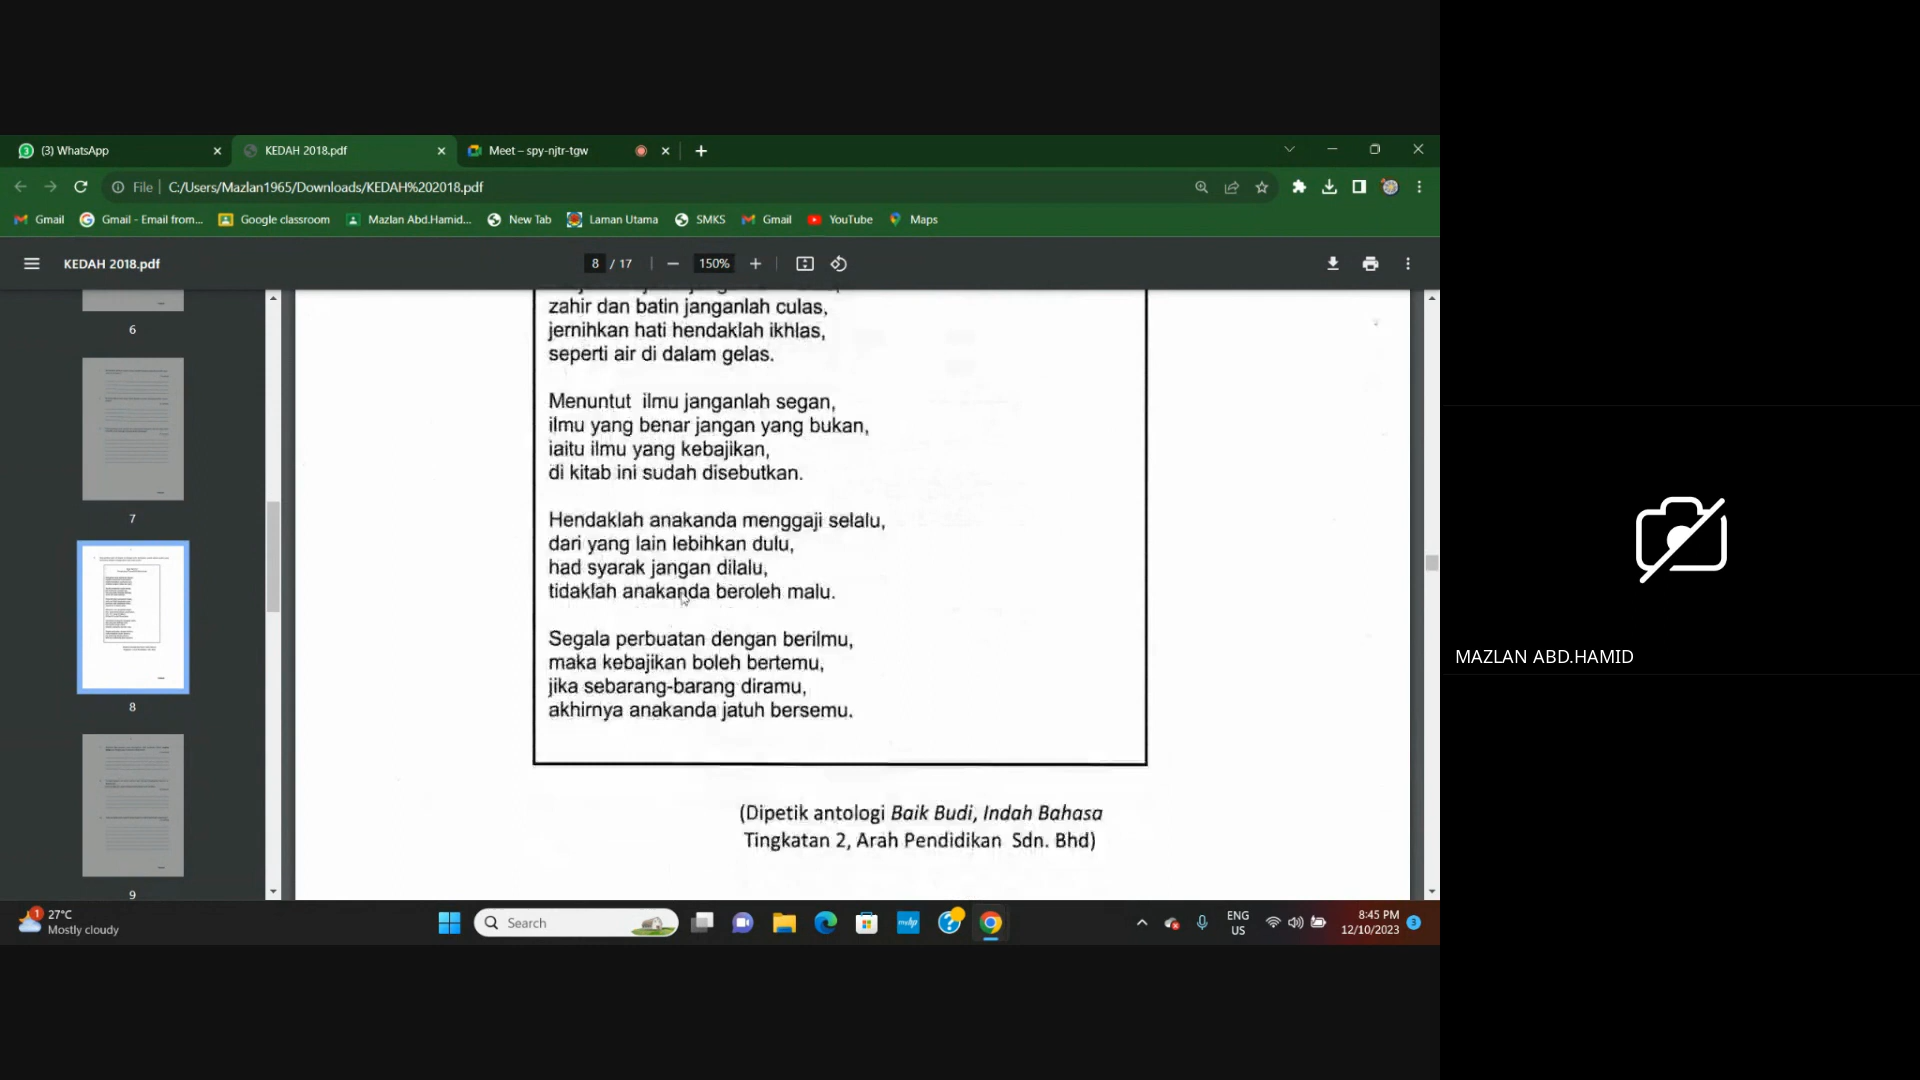 (3) WhatsApp
KEDAH 2018.pdf
Meet – spy-njtr-tgw
File
C:/Users/Mazlan1965/Downloads/KEDAH%202018.pdf
Gmail
Gmail - Email from...
Google classroom
Mazlan Abd.Hamid...
New Tab
Laman Utama
SMKS
Gmail
YouTube
Maps
KEDAH 2018.pdf
8 / 17
150%
6
7
8
9
zahir dan batin janganlah culas,
jernihkan hati hendaklah ikhlas,
seperti air di dalam gelas.
Menuntut ilmu janganlah segan,
ilmu yang benar jangan yang bukan,
iaitu ilmu yang kebajikan,
di kitab ini sudah disebutkan.
Hendaklah anakanda menggaji selalu,
dari yang lain lebihkan dulu,
had syarak jangan dilalu,
tidaklah anakanda beroleh malu.
Segala perbuatan dengan berilmu,
maka kebajikan boleh bertemu,
jika sebarang-barang diramu,
akhirnya anakanda jatuh bersemu.
(Dipetik antologi Baik Budi, Indah Bahasa
Tingkatan 2, Arah Pendidikan Sdn. Bhd)
MAZLAN ABD.HAMID
1
27°C
Mostly cloudy
Search
ENG
US
8:45 PM
12/10/2023
3